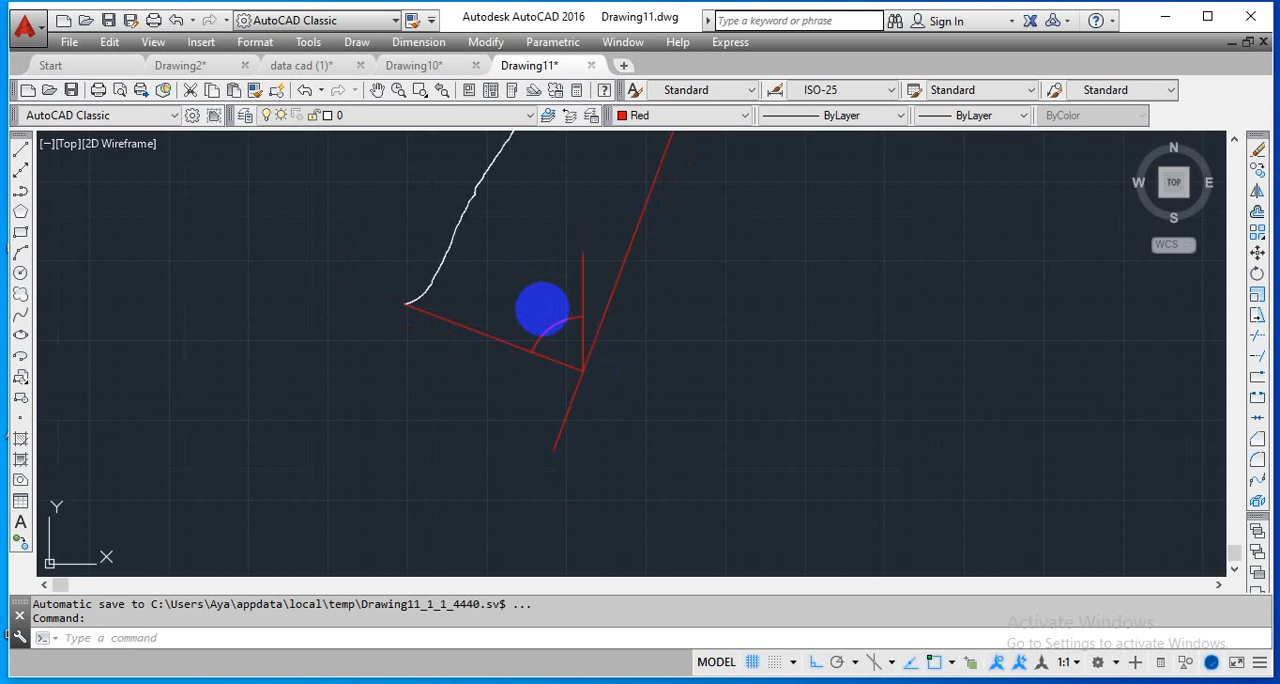 AutoCAD Classic
Autodesk AutoCAD 2016 Drawing11.dwg
Type a keyword or phrase
Sign In
File Edit View Insert Format Tools Draw Dimension Modify Parametric Window Help Express
Start Drawing2* data cad (1)* Drawing10* Drawing11*
Standard ISO-25 Standard Standard
AutoCAD Classic 0 Red ByLayer ByLayer ByColor
[−][Top][2D Wireframe]
N
W TOP E
S
WCS
Y
X
Automatic save to C:\Users\Aya\appdata\local\temp\Drawing11_1_1_4440.sv$ ...
Command:
Type a command
Activate Windows
Go to Settings to activate Windows.
MODEL 1:1